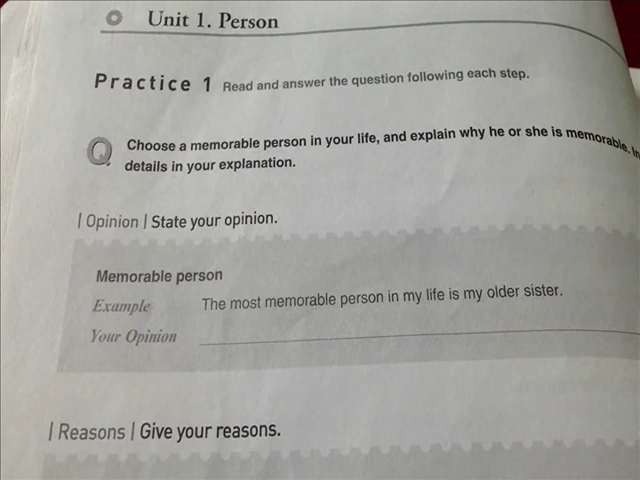 Unit 1. Person
Practice 1 Read and answer the question following each step.
Q Choose a memorable person in your life, and explain why he or she is memorable. In
details in your explanation.
| Opinion | State your opinion.
Memorable person
Example The most memorable person in my life is my older sister.
Your Opinion
| Reasons | Give your reasons.